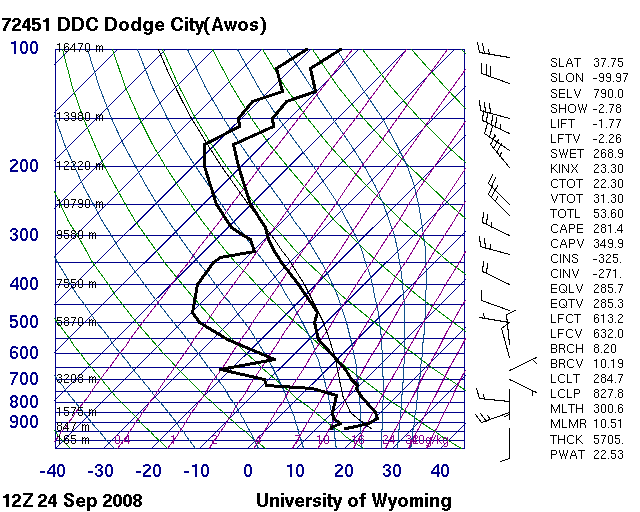 72451 DDC Dodge City(Awos)
100
16470 m
13980 m
200
12220 m
10790 m
300
9580 m
400
7850 m
500
5870 m
600
700
3208 m
800
1575 m
900
847 m
165 m
0.4
1
2
4
7
10
16
24
g/kg
-40
-30
-20
-10
0
10
20
30
40
12Z 24 Sep 2008
University of Wyoming
SLAT 37.75
SLON -99.97
SELV 790.0
SHOW -2.78
LIFT -1.77
LFTV -2.26
SWET 268.9
KINX 23.30
CTOT 22.30
VTOT 31.30
TOTL 53.60
CAPE 281.4
CAPV 349.9
CINS -325.
CINV -271.
EQLV 285.7
EQTV 285.3
LFCT 613.2
LFCV 632.0
BRCH 8.20
BRCV 10.19
LCLT 284.7
LCLP 827.8
MLTH 300.6
MLMR 10.51
THCK 5705.
PWAT 22.53